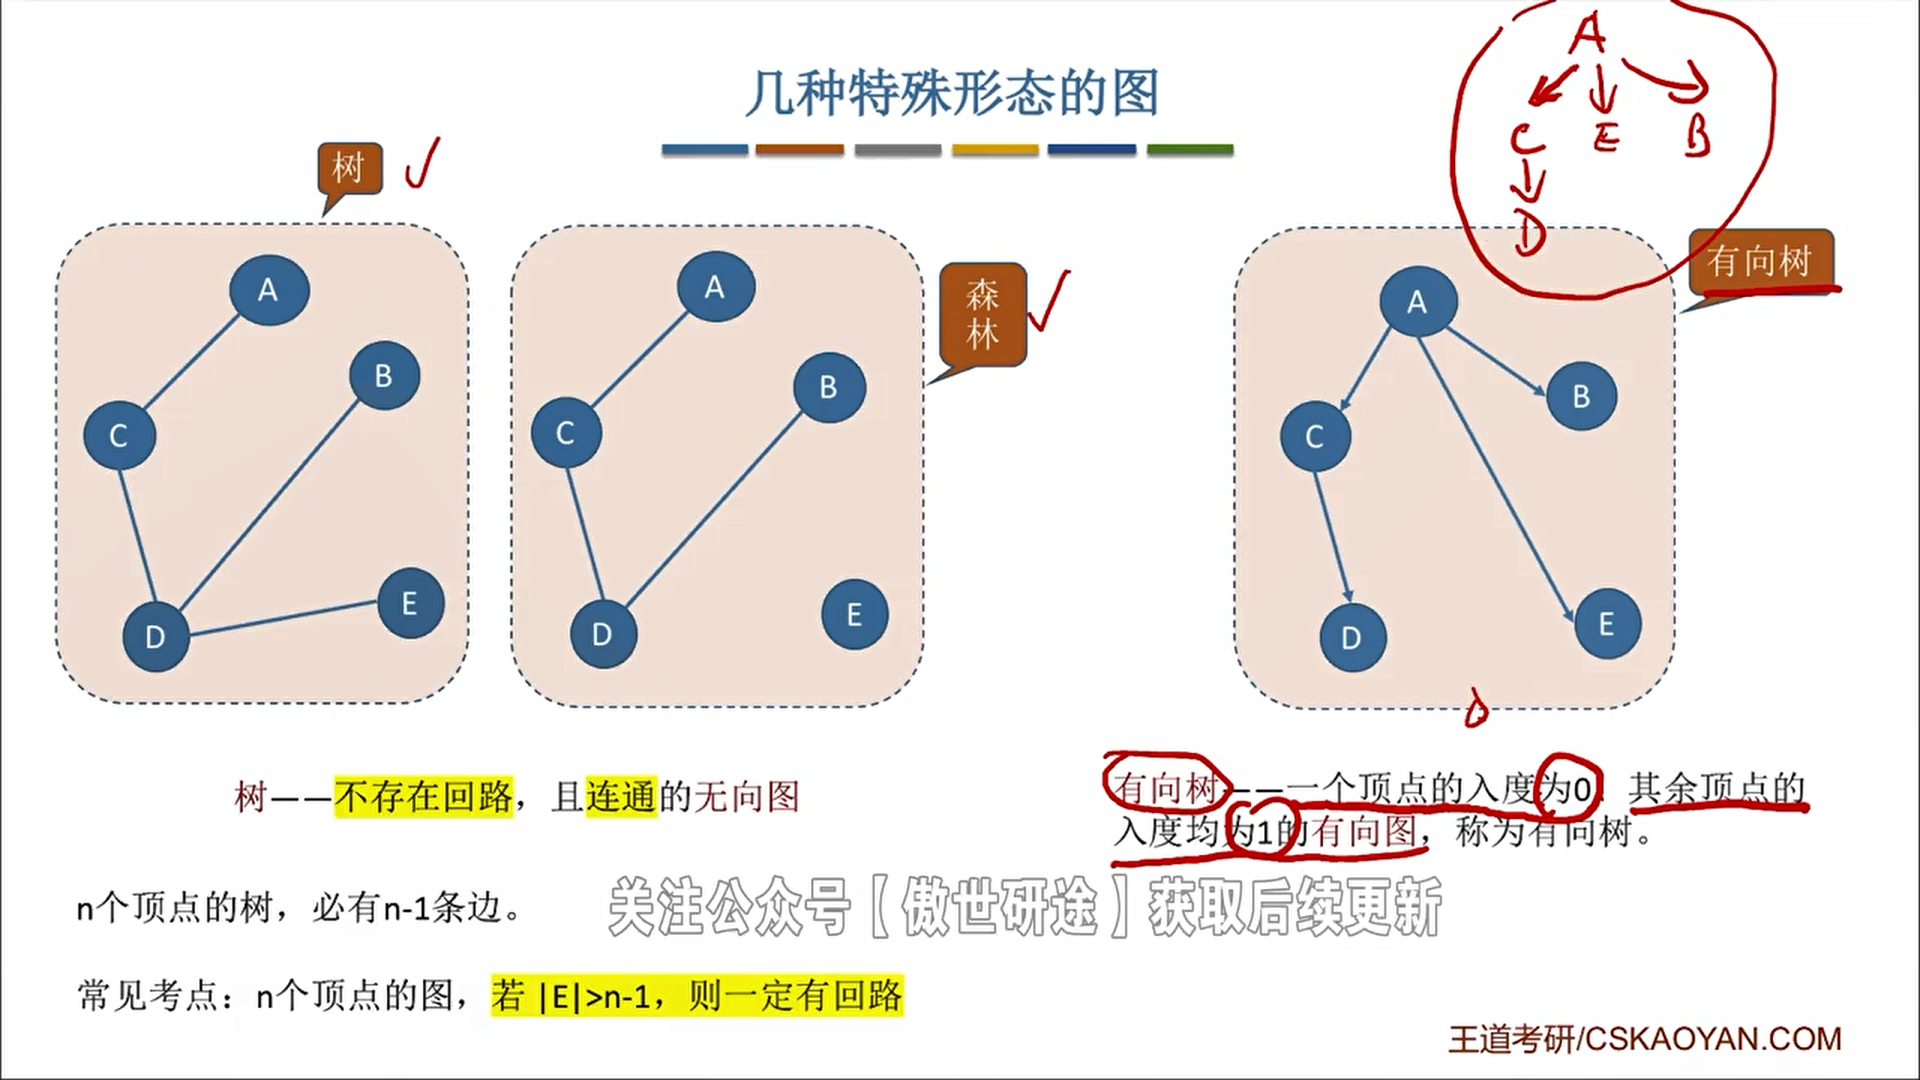 几种特殊形态的图
A
C
E
B
D
树
A
B
C
D
E
森
林
A
B
C
D
E
有向树
A
B
C
D
E
树——不存在回路，且连通的无向图
n个顶点的树，必有n-1条边。
常见考点：n个顶点的图，若 |E|>n-1，则一定有回路
有向树——一个顶点的入度为0、其余顶点的
入度均为1的有向图，称为有向树。
关注公众号【傲世研途】获取后续更新
王道考研/CSKAOYAN.COM